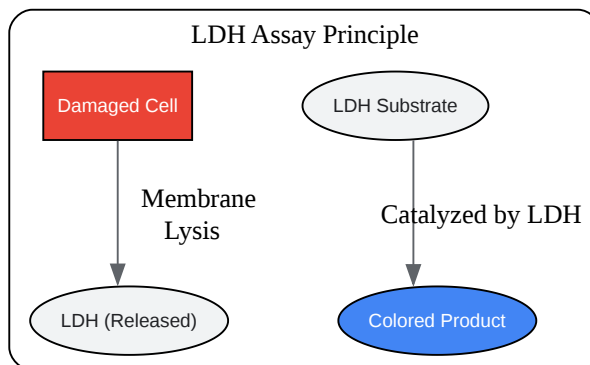 LDH Assay Principle
Damaged Cell
LDH Substrate
Membrane
Lysis
Catalyzed by LDH
LDH (Released)
Colored Product